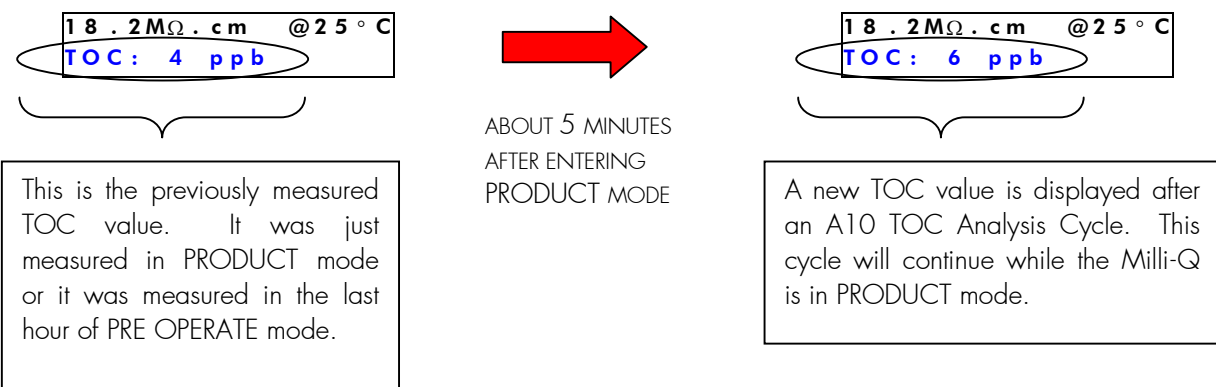 18.2MΩ.cm @25°C
TOC: 4 ppb
This is the previously measured
TOC value. It was just
measured in PRODUCT mode
or it was measured in the last
hour of PRE OPERATE mode.
ABOUT 5 MINUTES
AFTER ENTERING
PRODUCT MODE
18.2MΩ.cm @25°C
TOC: 6 ppb
A new TOC value is displayed after
an A10 TOC Analysis Cycle. This
cycle will continue while the Milli-Q
is in PRODUCT mode.